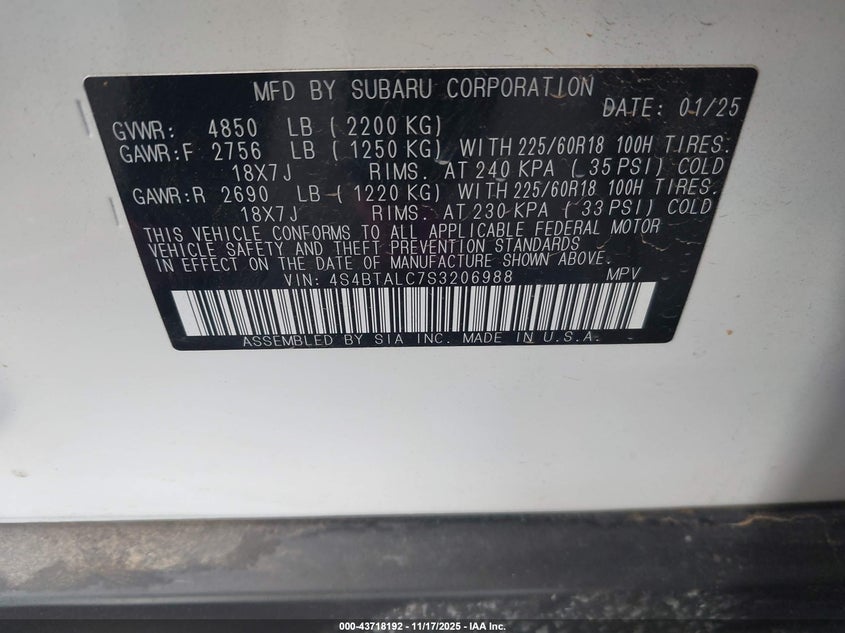 MFD BY SUBARU CORPORATION
DATE: 01/25
GVWR: 4850 LB ( 2200 KG)
GAWR:F 2756 LB ( 1250 KG) WITH 225/60R18 100H TIRES.
18X7J RIMS. AT 240 KPA ( 35 PSI) COLD
GAWR:R 2690 LB ( 1220 KG) WITH 225/60R18 100H TIRES.
18X7J RIMS. AT 230 KPA ( 33 PSI) COLD
THIS VEHICLE CONFORMS TO ALL APPLICABLE FEDERAL MOTOR
VEHICLE SAFETY AND THEFT PREVENTION STANDARDS
IN EFFECT ON THE DATE OF MANUFACTURE SHOWN ABOVE.
VIN: 4S4BTALC7S3206988 MPV
ASSEMBLED BY SIA INC. MADE IN U.S.A.
000-43718192 - 11/17/2025 - IAA Inc.